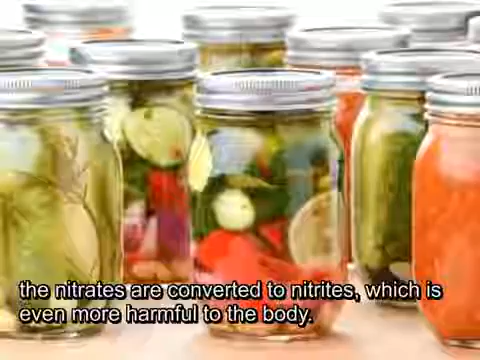 the nitrates are converted to nitrites, which is
even more harmful to the body.